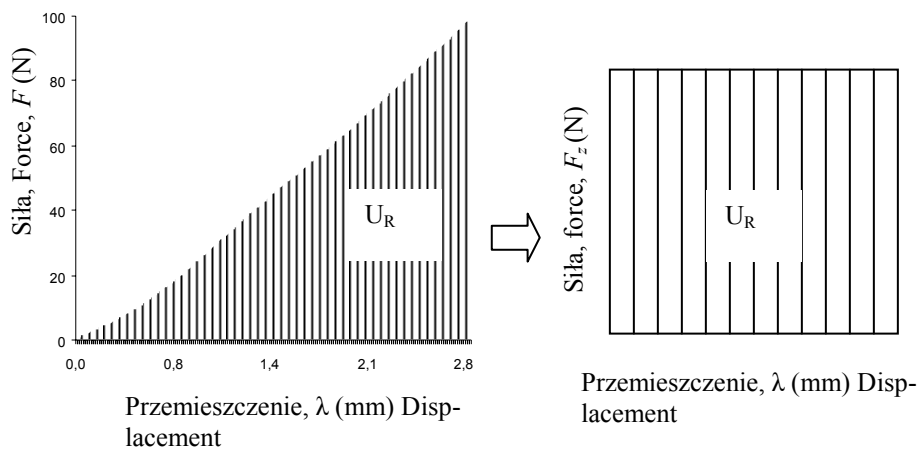 Siła, Force, F (N)
100
80
60
40
20
0
0,0 0,8 1,4 2,1 2,8
U_R
Przemieszczenie, λ (mm) Disp-
lacement
Siła, force, F_z (N)
U_R
Przemieszczenie, λ (mm) Disp-
lacement